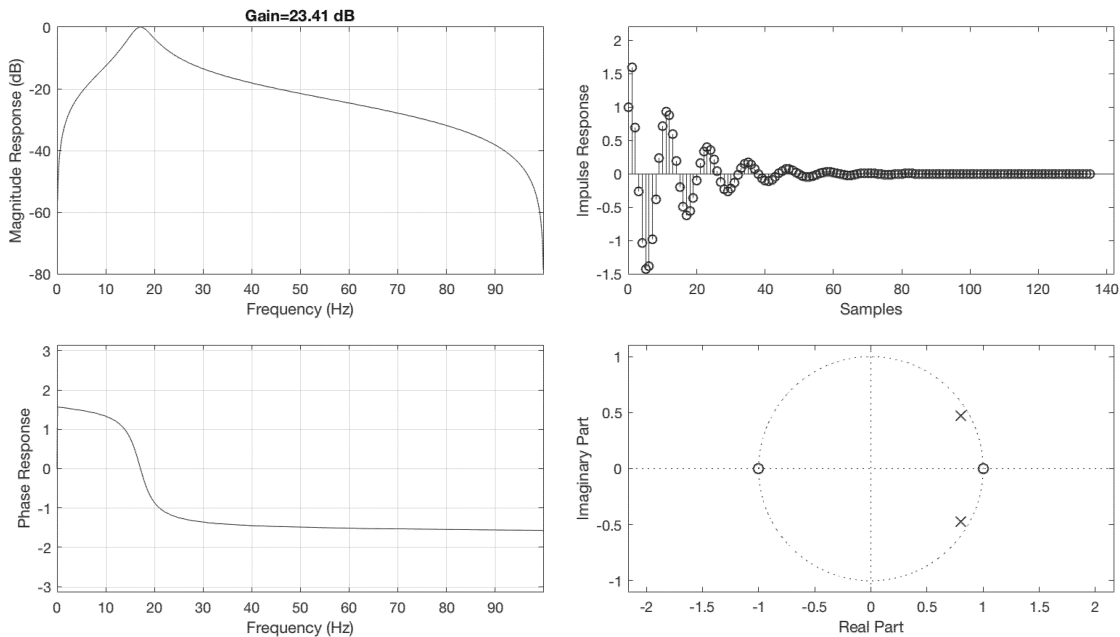 Gain=23.41 dB
Magnitude Response (dB)
0
-20
-40
-60
-80
0 10 20 30 40 50 60 70 80 90
Frequency (Hz)
Impulse Response
2
1.5
1
0.5
0
-0.5
-1
-1.5
0 20 40 60 80 100 120 140
Samples
Phase Response
3
2
1
0
-1
-2
-3
0 10 20 30 40 50 60 70 80 90
Frequency (Hz)
Imaginary Part
1
0.5
0
-0.5
-1
-2 -1.5 -1 -0.5 0 0.5 1 1.5 2
Real Part